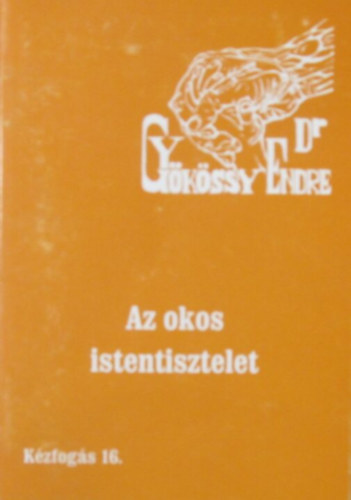 Dr
Gyökössy Endre
Az okos
istentisztelet
Kézfogás 16.